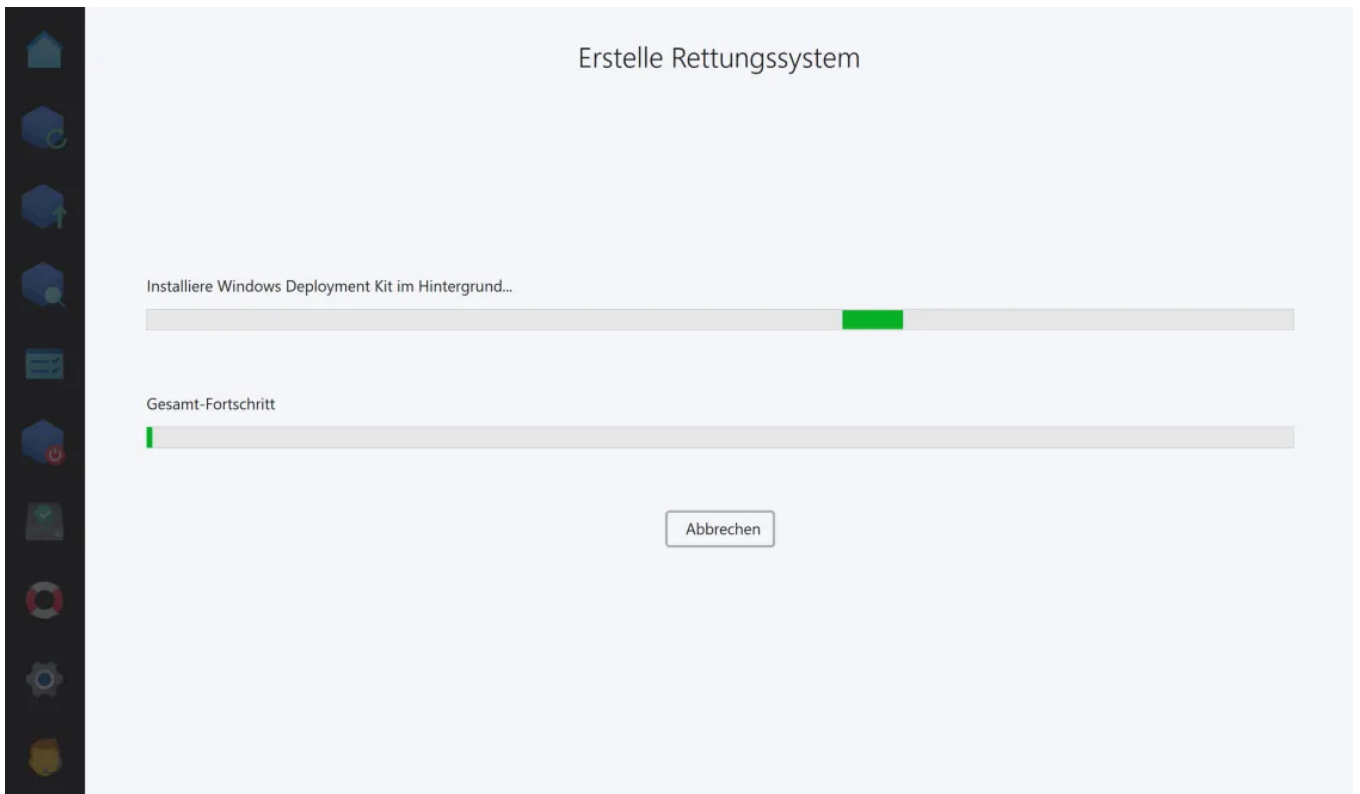 Erstelle Rettungssystem
Installiere Windows Deployment Kit im Hintergrund...
Gesamt-Fortschritt
Abbrechen